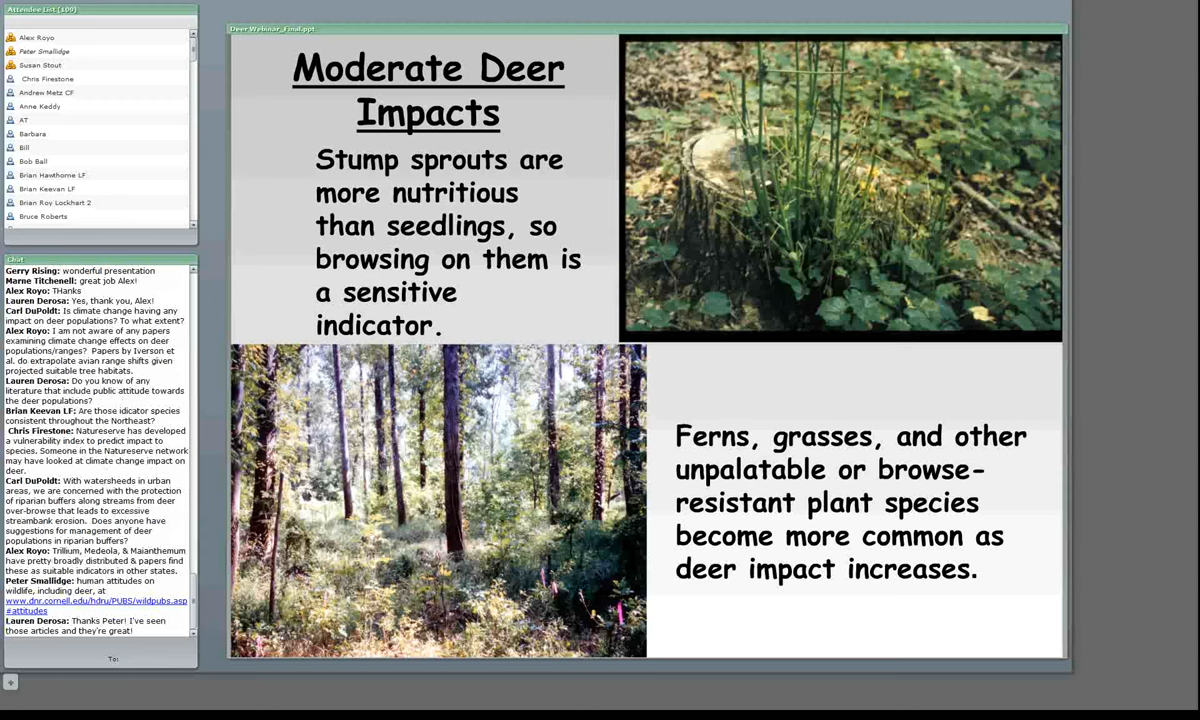 Attendee List (109)
Alex Royo
Peter Smallidge
Susan Stout
Chris Firestone
Andrew Metz CF
Anne Keddy
AT
Barbara
Bill
Bob Ball
Brian Hawthorne LF
Brian Keevan LF
Brian Roy Lockhart 2
Bruce Roberts
Chat
Gerry Rising: wonderful presentation
Marne Titchenell: great job Alex!
Alex Royo: THanks
Lauren Derosa: Yes, thank you, Alex!
Carl DuPoldt: Is climate change having any
impact on deer populations? To what extent?
Alex Royo: I am not aware of any papers
examining climate change effects on deer
populations/ranges?  Papers by Iverson et
al. do extrapolate avian range shifts given
projected suitable tree habitats.
Lauren Derosa: Do you know of any
literature that include public attitude towards
the deer populations?
Brian Keevan LF: Are those idicator species
consistent throughout the Northeast?
Chris Firestone: Natureserve has developed
a vulnerability index to predict impact to
species. Someone in the Natureserve network
may have looked at climate change impact on
deer.
Carl DuPoldt: With watersheeds in urban
areas, we are concerned with the protection
of riparian buffers along streams from deer
over-browse that leads to excessive
streambank erosion.  Does anyone have
suggestions for management of deer
populations in riparian buffers?
Alex Royo: Trillium, Medeola, & Maianthemum
have pretty broadly distributed & papers find
these as suitable indicators in other states.
Peter Smallidge: human attitudes on
wildlife, including deer, at
www.dnr.cornell.edu/hdru/PUBS/wildpubs.asp
#attitudes
Lauren Derosa: Thanks Peter! I've seen
those articles and they're great!
To:
Deer Webinar_Final.ppt
Moderate Deer
Impacts
Stump sprouts are
more nutritious
than seedlings, so
browsing on them is
a sensitive
indicator.
Ferns, grasses, and other
unpalatable or browse-
resistant plant species
become more common as
deer impact increases.